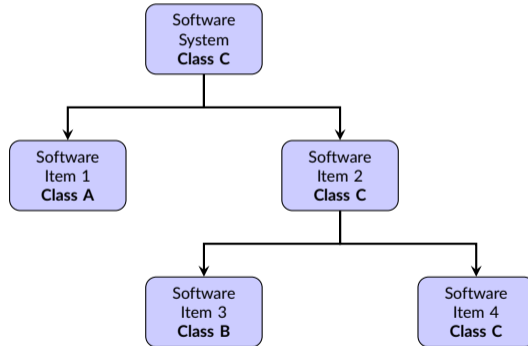 Software
System
Class C
Software
Item 1
Class A
Software
Item 2
Class C
Software
Item 3
Class B
Software
Item 4
Class C